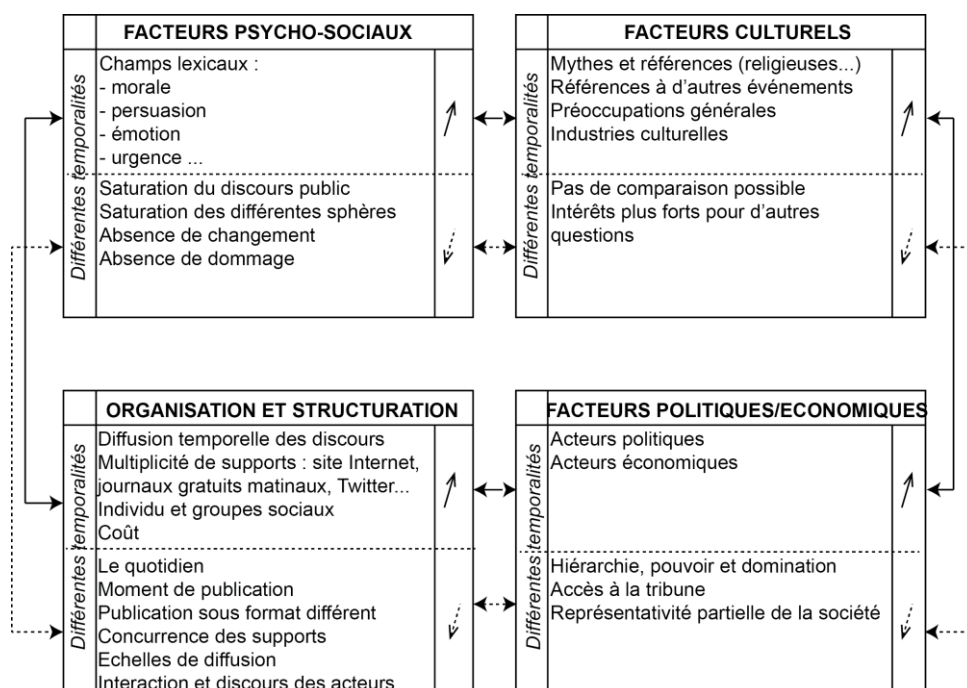 FACTEURS PSYCHO-SOCIAUX
Différentes temporalités
Champs lexicaux :
- morale
- persuasion
- émotion
- urgence ...
Saturation du discours public
Saturation des différentes sphères
Absence de changement
Absence de dommage
FACTEURS CULTURELS
Différentes temporalités
Mythes et références (religieuses...)
Références à d'autres événements
Préoccupations générales
Industries culturelles
Pas de comparaison possible
Intérêts plus forts pour d'autres
questions
ORGANISATION ET STRUCTURATION
Différentes temporalités
Diffusion temporelle des discours
Multiplicité de supports : site Internet,
journaux gratuits matinaux, Twitter...
Individu et groupes sociaux
Coût
Le quotidien
Moment de publication
Publication sous format différent
Concurrence des supports
Echelles de diffusion
Interaction et discours des acteurs
FACTEURS POLITIQUES/ECONOMIQUES
Différentes temporalités
Acteurs politiques
Acteurs économiques
Hiérarchie, pouvoir et domination
Accès à la tribune
Représentativité partielle de la société